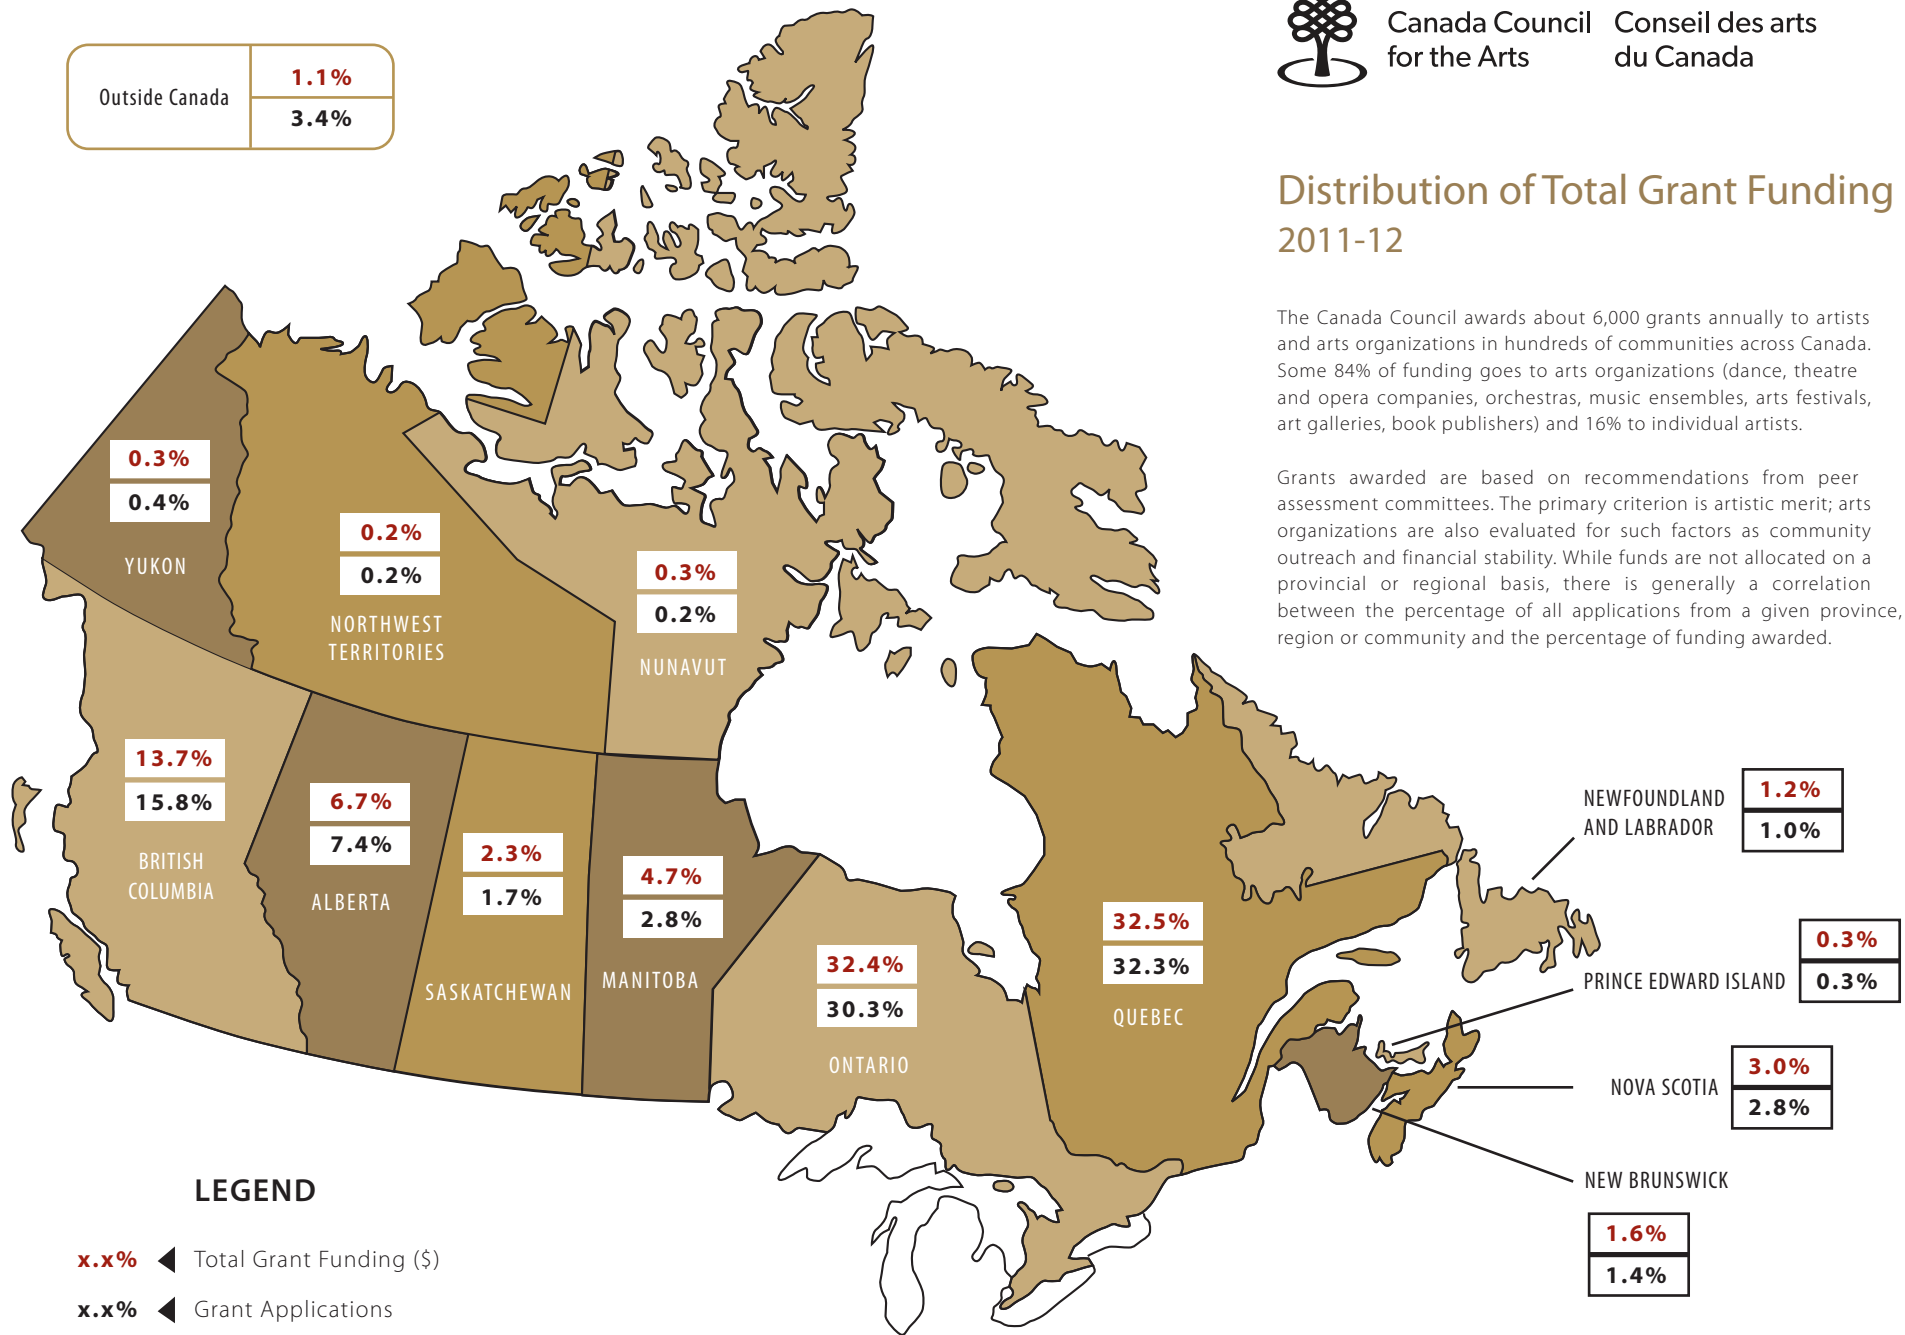 Canada Council
for the Arts
Conseil des arts
du Canada
Outside Canada
1.1%
3.4%
Distribution of Total Grant Funding
2011-12
The Canada Council awards about 6,000 grants annually to artists
and arts organizations in hundreds of communities across Canada.
Some 84% of funding goes to arts organizations (dance, theatre
and opera companies, orchestras, music ensembles, arts festivals,
art galleries, book publishers) and 16% to individual artists.
Grants awarded are based on recommendations from peer
assessment committees. The primary criterion is artistic merit; arts
organizations are also evaluated for such factors as community
outreach and financial stability. While funds are not allocated on a
provincial or regional basis, there is generally a correlation
between the percentage of all applications from a given province,
region or community and the percentage of funding awarded.
0.3%
0.4%
YUKON
0.2%
0.2%
NORTHWEST
TERRITORIES
0.3%
0.2%
NUNAVUT
13.7%
15.8%
BRITISH
COLUMBIA
6.7%
7.4%
ALBERTA
2.3%
1.7%
SASKATCHEWAN
4.7%
2.8%
MANITOBA
32.4%
30.3%
ONTARIO
32.5%
32.3%
QUEBEC
NEWFOUNDLAND
AND LABRADOR
1.2%
1.0%
PRINCE EDWARD ISLAND
0.3%
0.3%
NOVA SCOTIA
3.0%
2.8%
NEW BRUNSWICK
1.6%
1.4%
LEGEND
x.x% Total Grant Funding ($)
x.x% Grant Applications